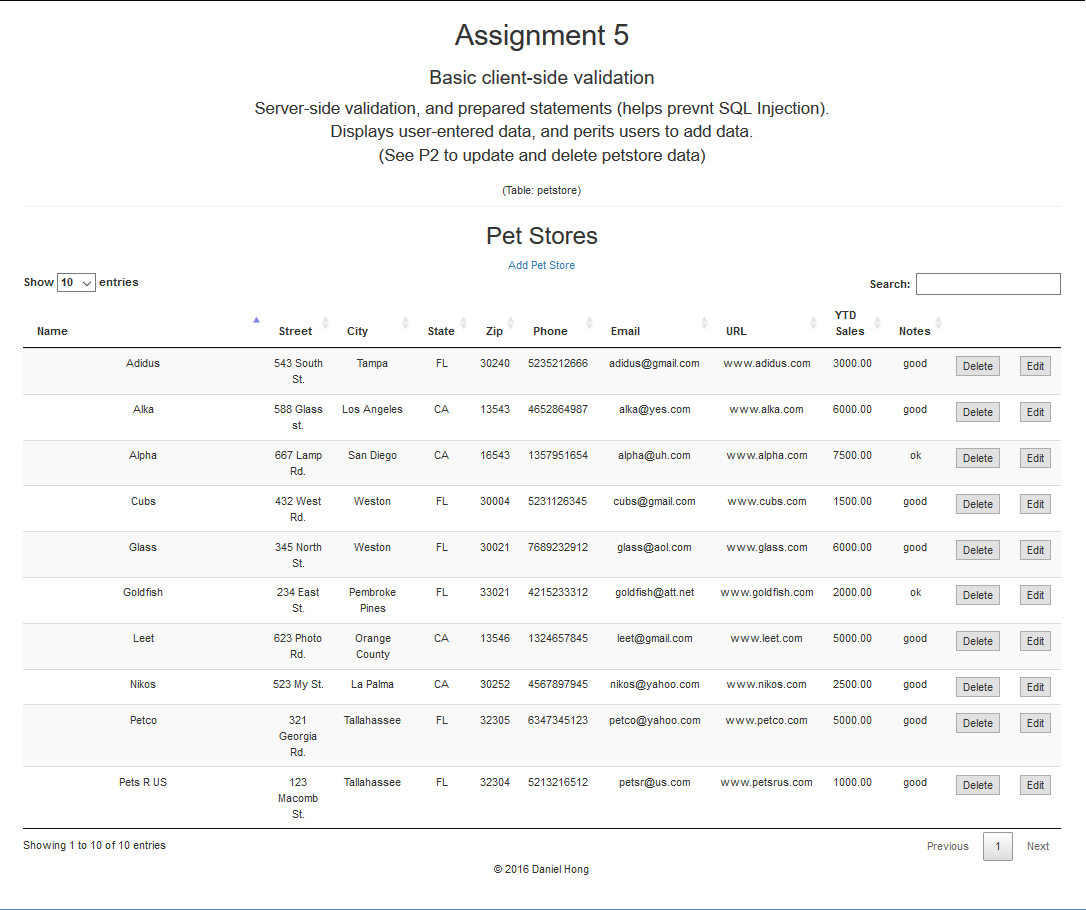 Assignment 5
Basic client-side validation
Server-side validation, and prepared statements (helps prevnt SQL Injection).
Displays user-entered data, and perits users to add data.
(See P2 to update and delete petstore data)
(Table: petstore)
Pet Stores
Add Pet Store
Show 10 entries Search:
Name Street City State Zip Phone Email URL YTD Sales Notes
Adidus 543 South St. Tampa FL 30240 5235212666 adidus@gmail.com www.adidus.com 3000.00 good Delete Edit
Alka 588 Glass st. Los Angeles CA 13543 4652864987 alka@yes.com www.alka.com 6000.00 good Delete Edit
Alpha 667 Lamp Rd. San Diego CA 16543 1357951654 alpha@uh.com www.alpha.com 7500.00 ok Delete Edit
Cubs 432 West Rd. Weston FL 30004 5231126345 cubs@gmail.com www.cubs.com 1500.00 good Delete Edit
Glass 345 North St. Weston FL 30021 7689232912 glass@aol.com www.glass.com 6000.00 good Delete Edit
Goldfish 234 East St. Pembroke Pines FL 33021 4215233312 goldfish@att.net www.goldfish.com 2000.00 ok Delete Edit
Leet 623 Photo Rd. Orange County CA 13546 1324657845 leet@gmail.com www.leet.com 5000.00 good Delete Edit
Nikos 523 My St. La Palma CA 30252 4567897945 nikos@yahoo.com www.nikos.com 2500.00 good Delete Edit
Petco 321 Georgia Rd. Tallahassee FL 32305 6347345123 petco@yahoo.com www.petco.com 5000.00 good Delete Edit
Pets R US 123 Macomb St. Tallahassee FL 32304 5213216512 petsr@us.com www.petsrus.com 1000.00 good Delete Edit
Showing 1 to 10 of 10 entries Previous 1 Next
© 2016 Daniel Hong